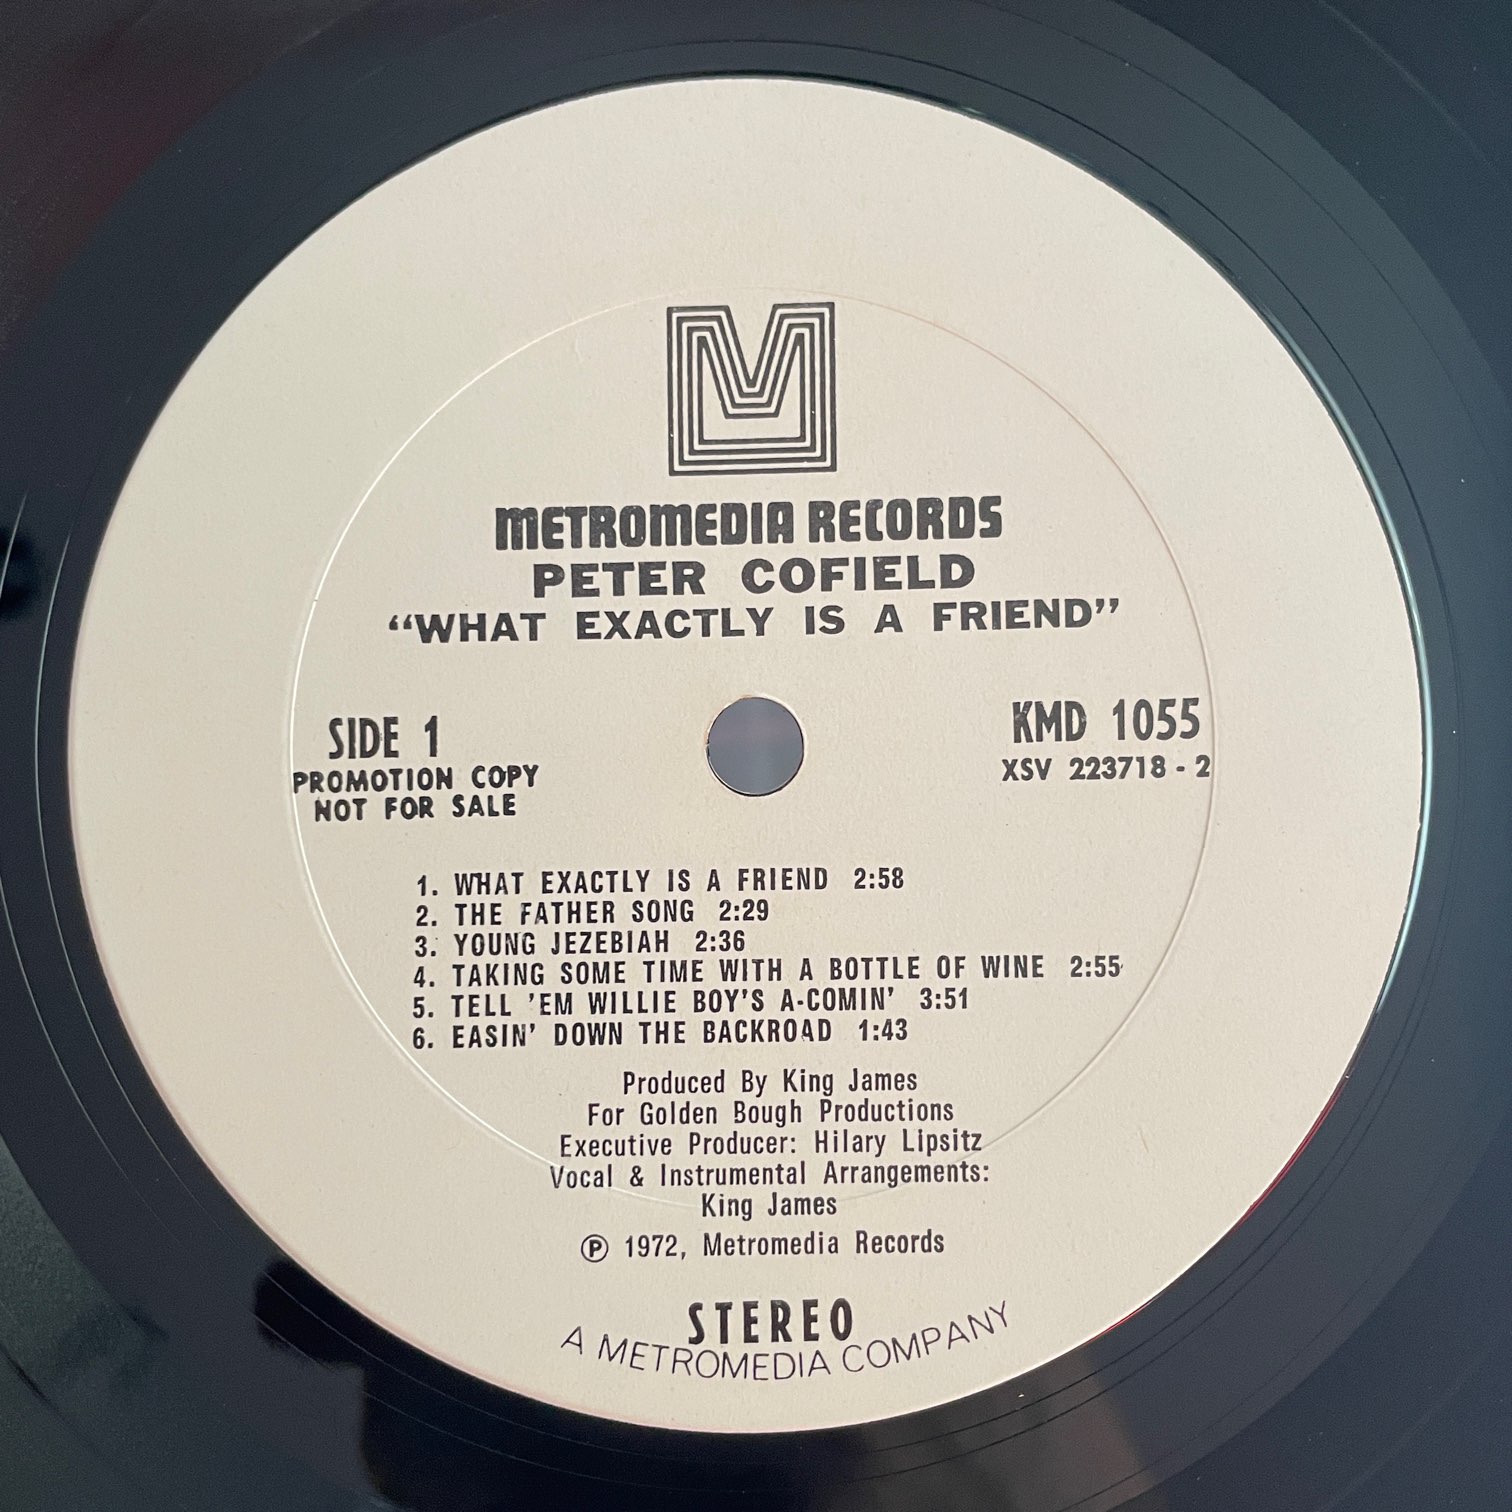 METROMEDIA RECORDS
PETER COFIELD
“WHAT EXACTLY IS A FRIEND”
SIDE 1
PROMOTION COPY
NOT FOR SALE
KMD 1055
XSV 223718 - 2
1. WHAT EXACTLY IS A FRIEND 2:58
2. THE FATHER SONG 2:29
3. YOUNG JEZEBIAH 2:36
4. TAKING SOME TIME WITH A BOTTLE OF WINE 2:55
5. TELL 'EM WILLIE BOY'S A-COMIN' 3:51
6. EASIN' DOWN THE BACKROAD 1:43
Produced By King James
For Golden Bough Productions
Executive Producer: Hilary Lipsitz
Vocal & Instrumental Arrangements:
King James
℗ 1972, Metromedia Records
STEREO
A METROMEDIA COMPANY